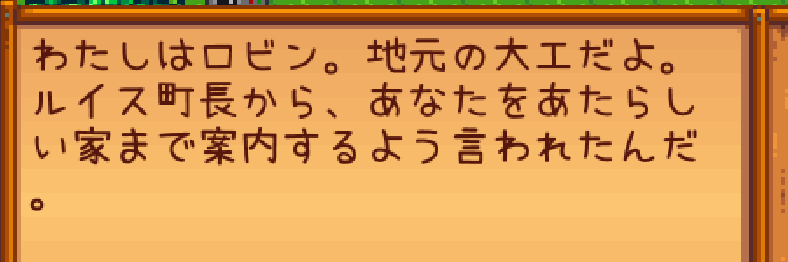 わたしはロビン。地元の大工だよ。
ルイス町長から、あなたをあたらし
い家まで案内するよう言われたんだ
。